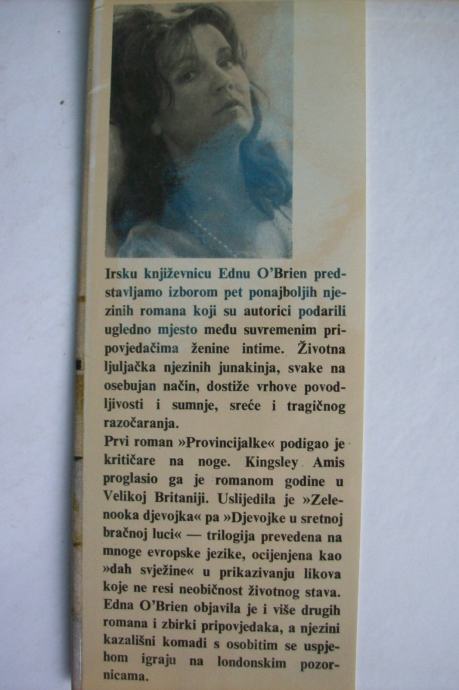 Irsku književnicu Ednu O'Brien pred-
stavljamo izborom pet ponajboljih nje-
zinih romana koji su autorici podarili
ugledno mjesto među suvremenim pri-
povjedačima ženine intime. Životna
ljuljačka njezinih junakinja, svake na
osebujan način, dostiže vrhove povod-
ljivosti i sumnje, sreće i tragičnog
razočaranja.
Prvi roman »Provincijalke« podigao je
kritičare na noge. Kingsley Amis
proglasio ga je romanom godine u
Velikoj Britaniji. Uslijedila je »Zele-
nooka djevojka« pa »Djevojke u sretnoj
bračnoj luci« — trilogija prevedena na
mnoge evropske jezike, ocijenjena kao
»dah svježine« u prikazivanju likova
koje ne resi neobičnost životnog stava.
Edna O'Brien objavila je i više drugih
romana i zbirki pripovjedaka, a njezini
kazališni komadi s osobitim se uspje-
hom igraju na londonskim pozor-
nicama.